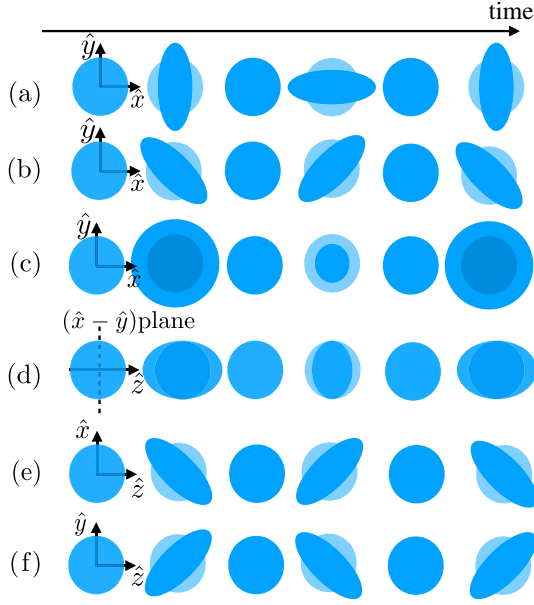 time
(a) ŷ x̂
(b) ŷ x̂
(c) ŷ x̂
(x̂ − ŷ)plane
(d) ẑ
(e) x̂ ẑ
(f) ŷ ẑ